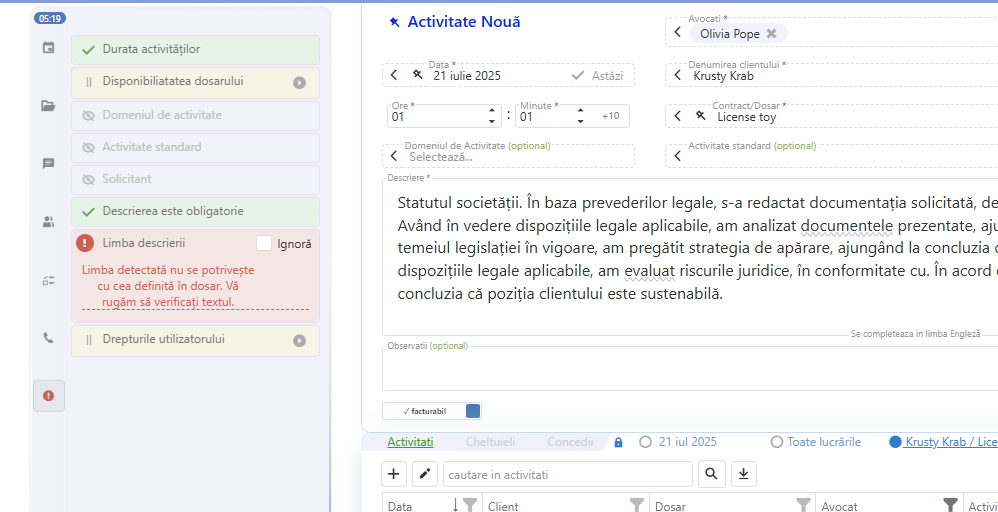 05:19
Durata activităților
Disponibiliatatea dosarului
Domeniul de activitate
Activitate standard
Solicitant
Descrierea este obligatorie
Limba descrierii
Ignoră
Limba detectată nu se potrivește
cu cea definită în dosar. Vă
rugăm să verificați textul.
Drepturile utilizatorului
Activitate Nouă
Avocati *
Olivia Pope
Data *
21 iulie 2025
Astăzi
Denumirea clientului *
Krusty Krab
Ore *
01
:
Minute *
01
+10
Contract/Dosar *
License toy
Domeniul de Activitate (optional)
Selectează...
Activitate standard (optional)
Descriere *
Statutul societății. În baza prevederilor legale, s-a redactat documentația solicitată, de
Având în vedere dispozițiile legale aplicabile, am analizat documentele prezentate, aju
temeiul legislației în vigoare, am pregătit strategia de apărare, ajungând la concluzia c
dispozițiile legale aplicabile, am evaluat riscurile juridice, în conformitate cu. În acord
concluzia că poziția clientului este sustenabilă.
Se completeaza in limba Engleză
Observatii (optional)
✓ facturabil
Activitati
Cheltuieli
Concedii
21 iul 2025
Toate lucrările
Krusty Krab / Lice
cautare in activitati
Data
Client
Dosar
Avocat
Activi